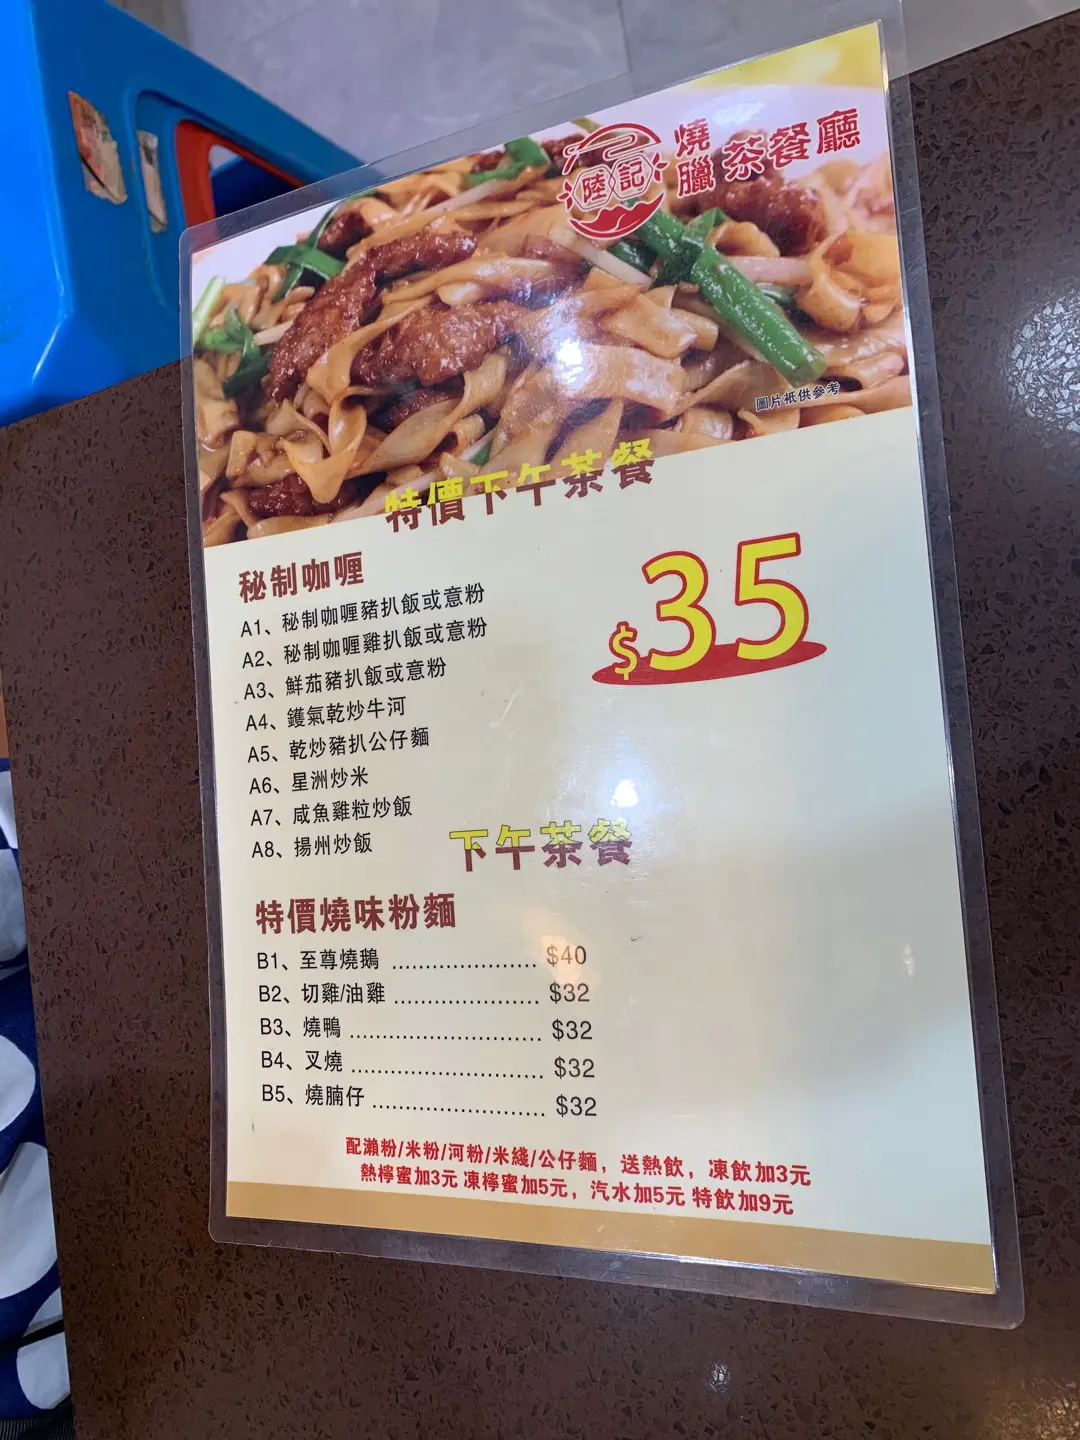 陸記
燒臘茶餐廳
圖片祇供參考
特價下午茶餐
$35
秘制咖喱
A1、秘制咖喱豬扒飯或意粉
A2、秘制咖喱雞扒飯或意粉
A3、鮮茄豬扒飯或意粉
A4、鑊氣乾炒牛河
A5、乾炒豬扒公仔麵
A6、星洲炒米
A7、咸魚雞粒炒飯
A8、揚州炒飯
下午茶餐
特價燒味粉麵
B1、至尊燒鵝 ...................... $40
B2、切雞/油雞 ...................... $32
B3、燒鴨 ............................. $32
B4、叉燒 ............................. $32
B5、燒腩仔 .......................... $32
配瀨粉/米粉/河粉/米綫/公仔麵，送熱飲，凍飲加3元
熱檸蜜加3元 凍檸蜜加5元，汽水加5元 特飲加9元